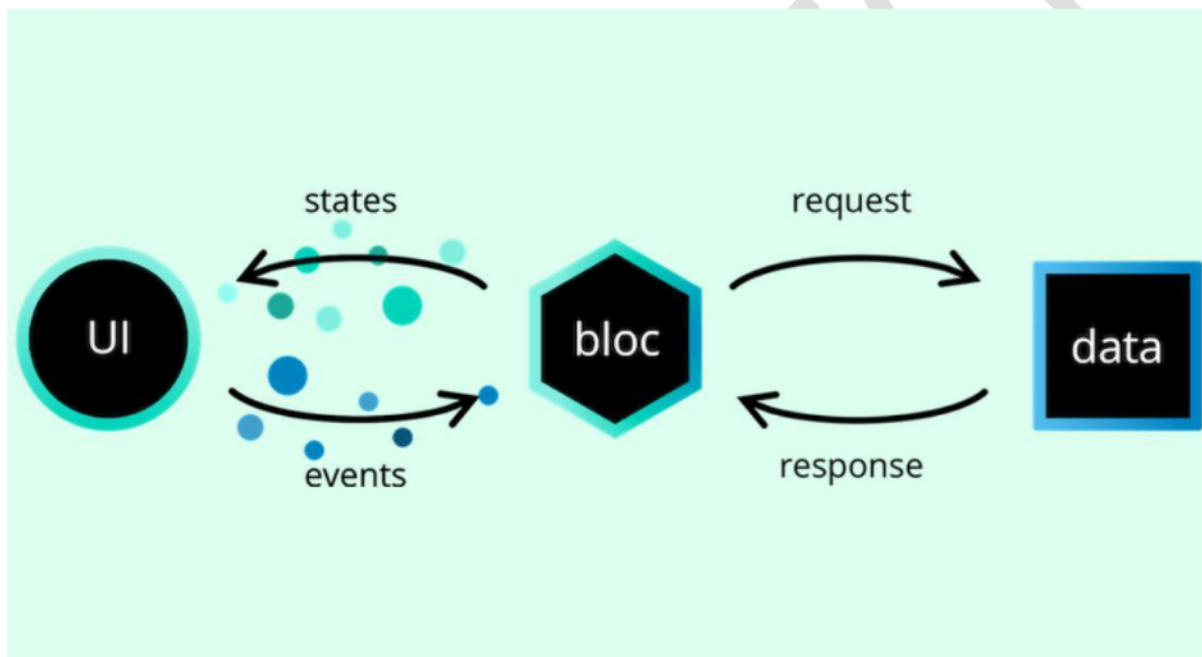 states
request
UI
bloc
data
events
response